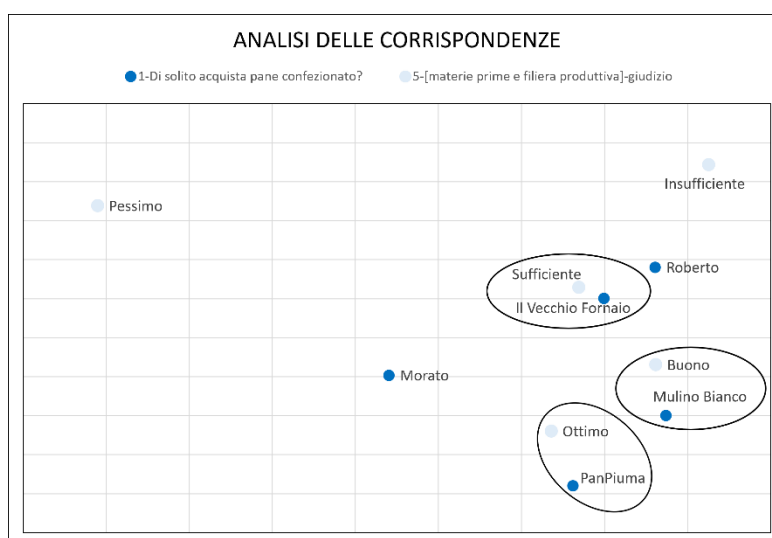 ANALISI DELLE CORRISPONDENZE
1-Di solito acquista pane confezionato? 5-[materie prime e filiera produttiva]-giudizio
Insufficiente
Pessimo
Roberto
Sufficiente
Il Vecchio Fornaio
Buono
Morato
Mulino Bianco
Ottimo
PanPiuma